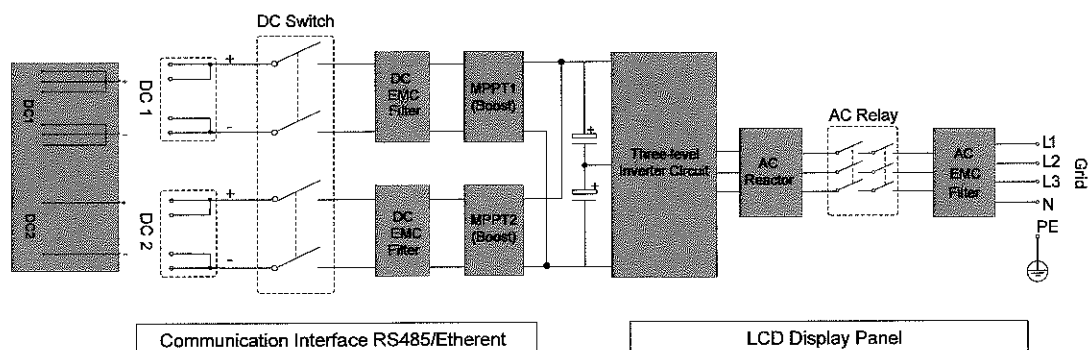 DC Switch
DC1
DC2
DC 1
DC 2
+
-
+
-
DC
EMC
Filter
DC
EMC
Filter
MPPT1
(Boost)
MPPT2
(Boost)
+
+
Three-level
Inverter Circuit
AC
Reactor
AC Relay
AC
EMC
Filter
L1
L2
L3
N
Grid
PE
Communication Interface RS485/Etherent
LCD Display Panel